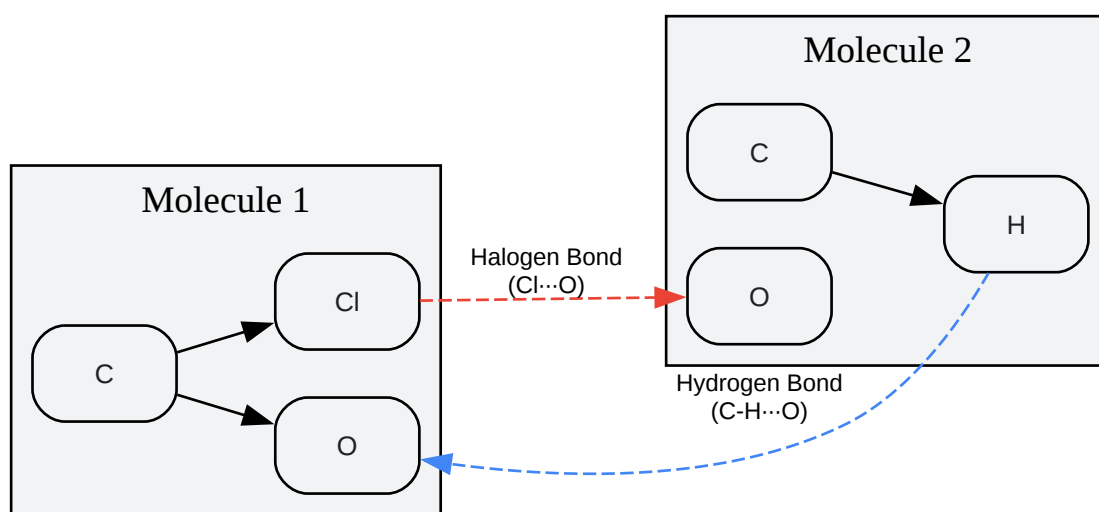 Molecule 2
C
H
O
Molecule 1
Cl
C
O
Halogen Bond
(Cl···O)
Hydrogen Bond
(C-H···O)